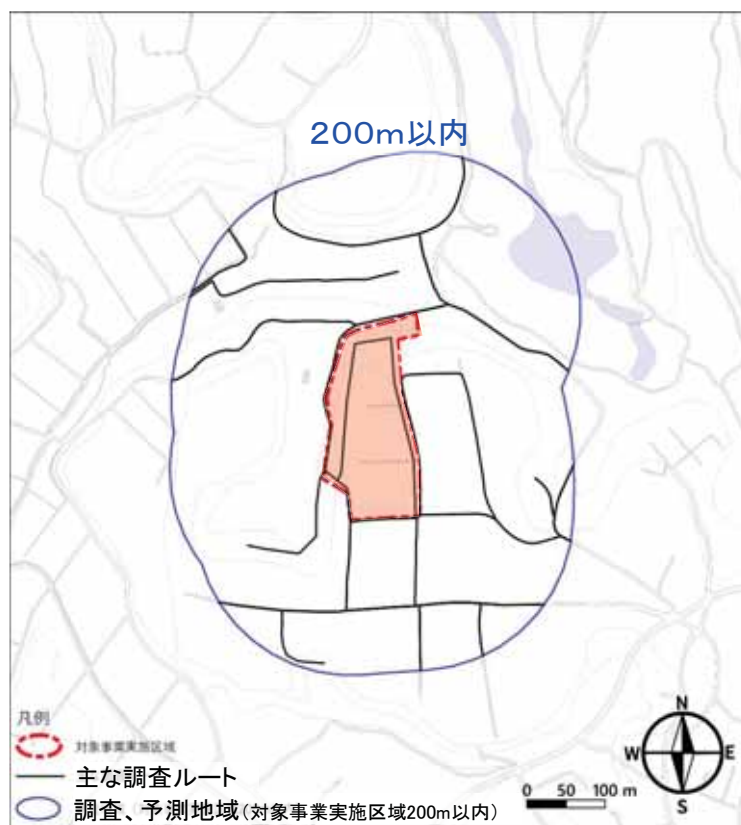 200m以内
凡例
対象事業実施区域
主な調査ルート
調査、予測地域(対象事業実施区域200m以内)
0 50 100 m
N
W E
S